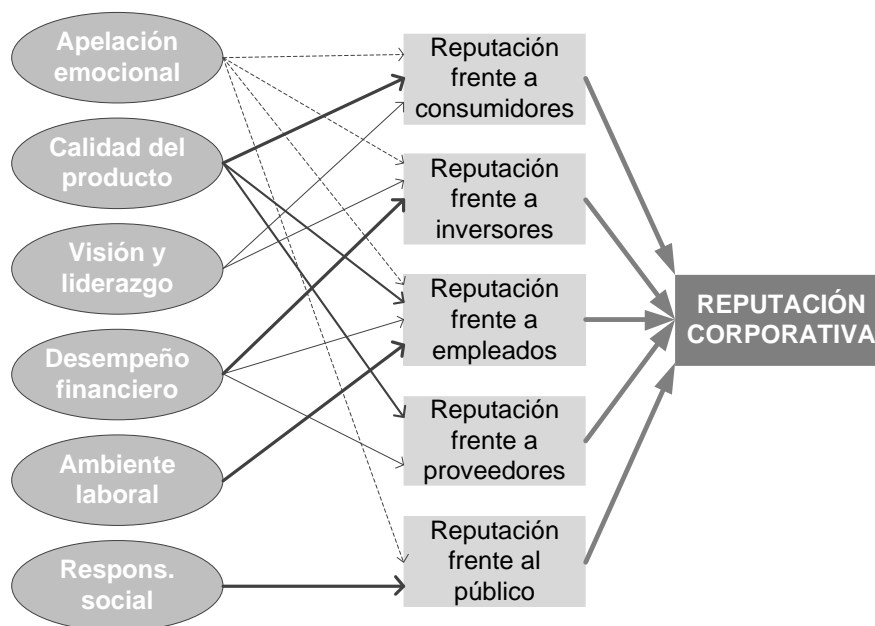 Apelación
emocional
Calidad del
producto
Visión y
liderazgo
Desempeño
financiero
Ambiente
laboral
Respons.
social
Reputación
frente a
consumidores
Reputación
frente a
inversores
Reputación
frente a
empleados
Reputación
frente a
proveedores
Reputación
frente al
público
REPUTACIÓN
CORPORATIVA